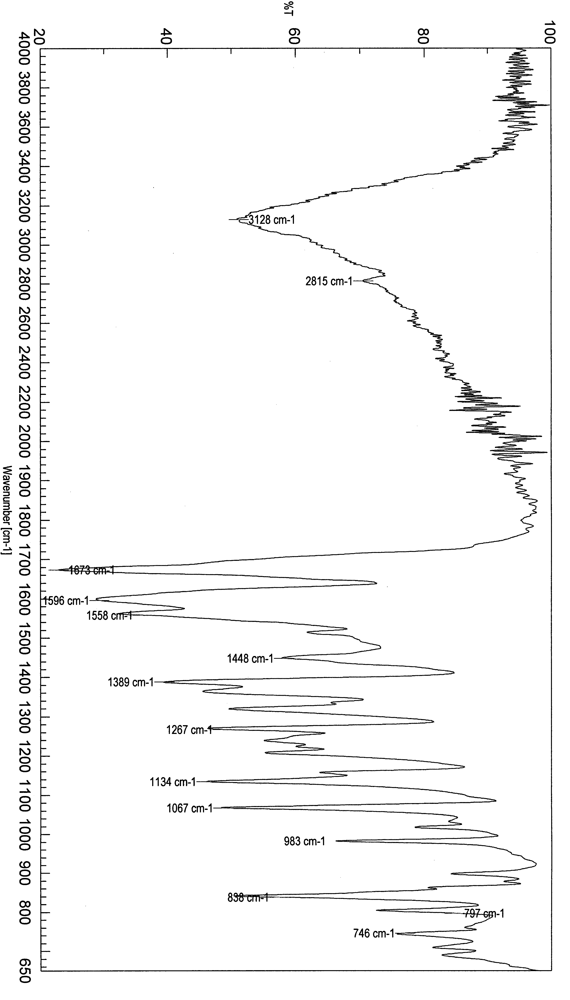 %T
100
80
60
40
20
4000 3800 3600 3400 3200 3000 2800 2600 2400 2200 2000 1900 1800 1700 1600 1500 1400 1300 1200 1100 1000 900 800 650
Wavenumber [cm-1]
3128 cm-1
2815 cm-1
1673 cm-1
1596 cm-1
1558 cm-1
1448 cm-1
1389 cm-1
1267 cm-1
1134 cm-1
1067 cm-1
983 cm-1
838 cm-1
797 cm-1
746 cm-1